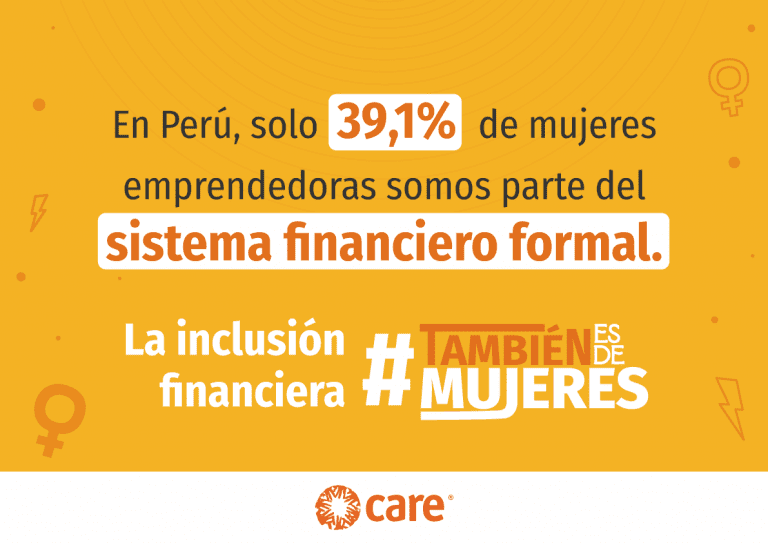 En Perú, solo 39,1% de mujeres
emprendedoras somos parte del
sistema financiero formal.
La inclusión
financiera
#TAMBIÉN ES DE
MUJERES
care®